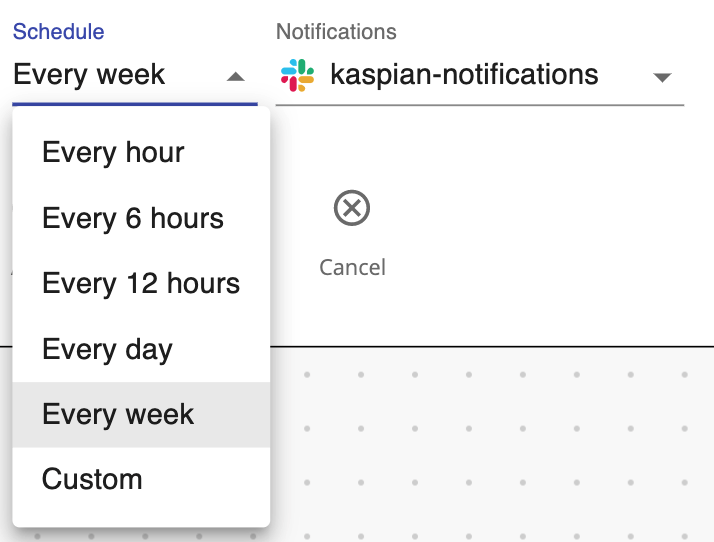 Schedule
Notifications
Every week
kaspian-notifications
Every hour
Every 6 hours
Every 12 hours
Every day
Every week
Custom
Cancel